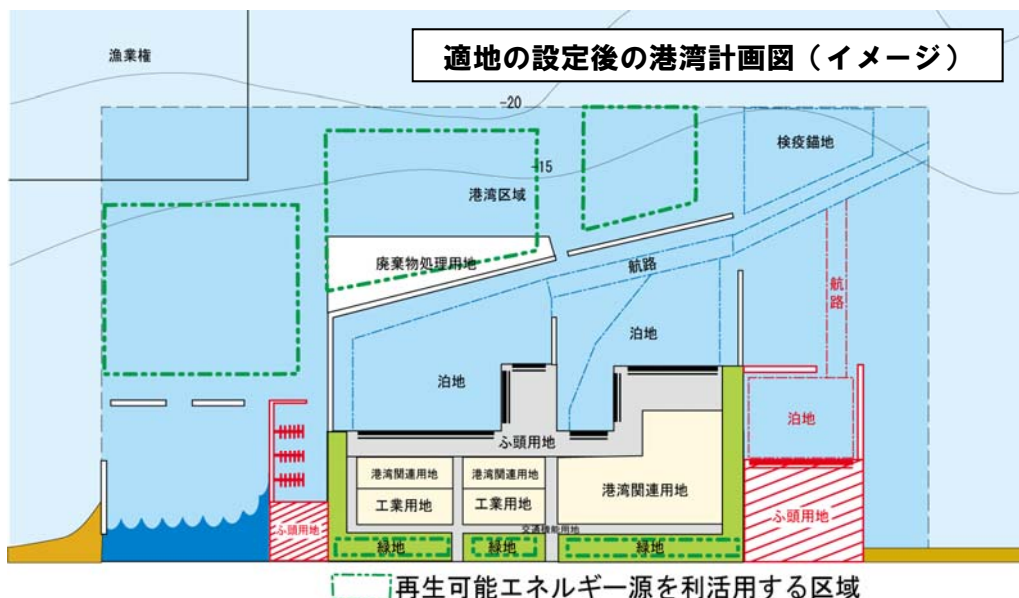 漁業権
適地の設定後の港湾計画図（イメージ）
-20
検疫錨地
-15
港湾区域
廃棄物処理用地
航路
航路
泊地
泊地
泊地
ふ頭用地
港湾関連用地
港湾関連用地
港湾関連用地
工業用地
工業用地
ふ頭用地
ふ頭用地
交通機能用地
緑地
緑地
緑地
再生可能エネルギー源を利活用する区域